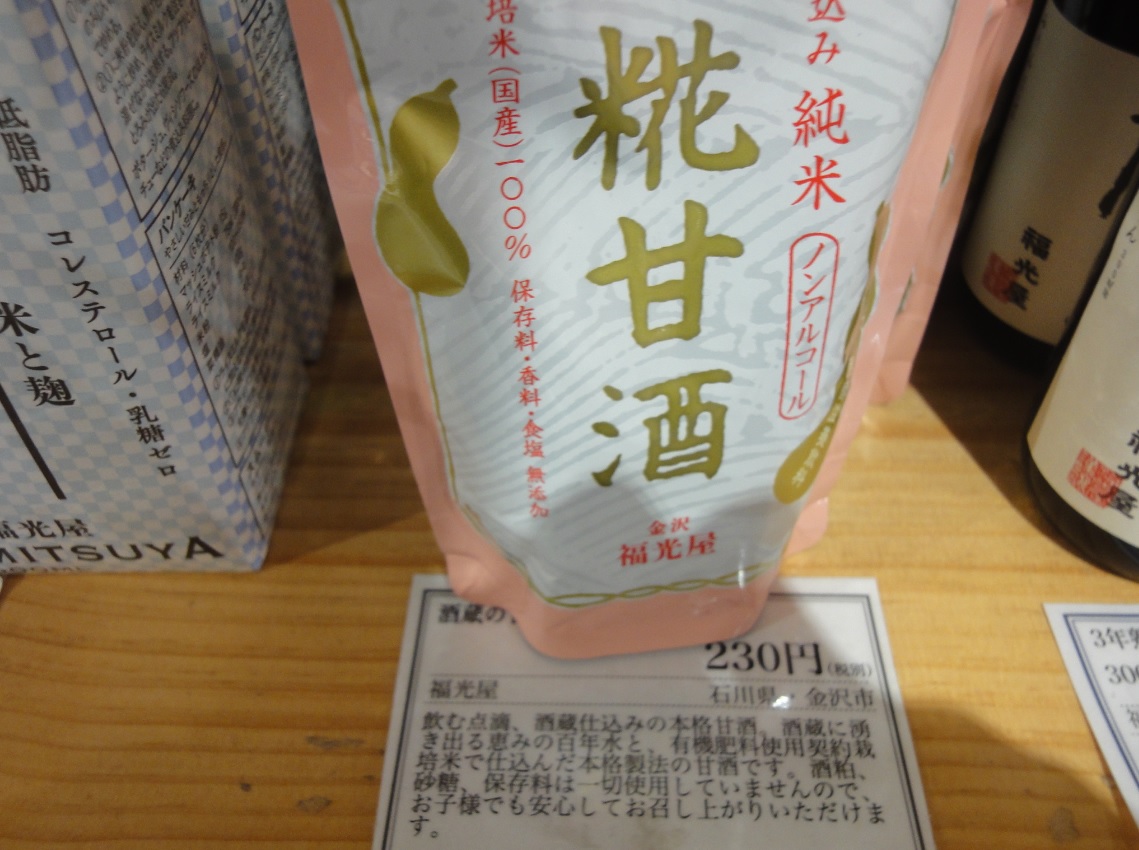 込み 純米
ノンアルコール
糀甘酒
金沢
福光屋
培米(国産)一〇〇%
保存料・香料・食塩 無添加
酒蔵の
230円(税別)
福光屋
石川県・金沢市
飲む点滴、酒蔵仕込みの本格甘酒。酒蔵に湧
き出る恵みの百年水と、有機肥料使用契約栽
培米で仕込んだ本格製法の甘酒です。酒粕、
砂糖、保存料は一切使用していませんので、
お子様でも安心してお召し上がりいただけま
す。
低脂肪
コレステロール・乳糖ゼロ
米と麹
福光屋
MITSUYA
パンケーキ
福光屋
福光屋
3年
300